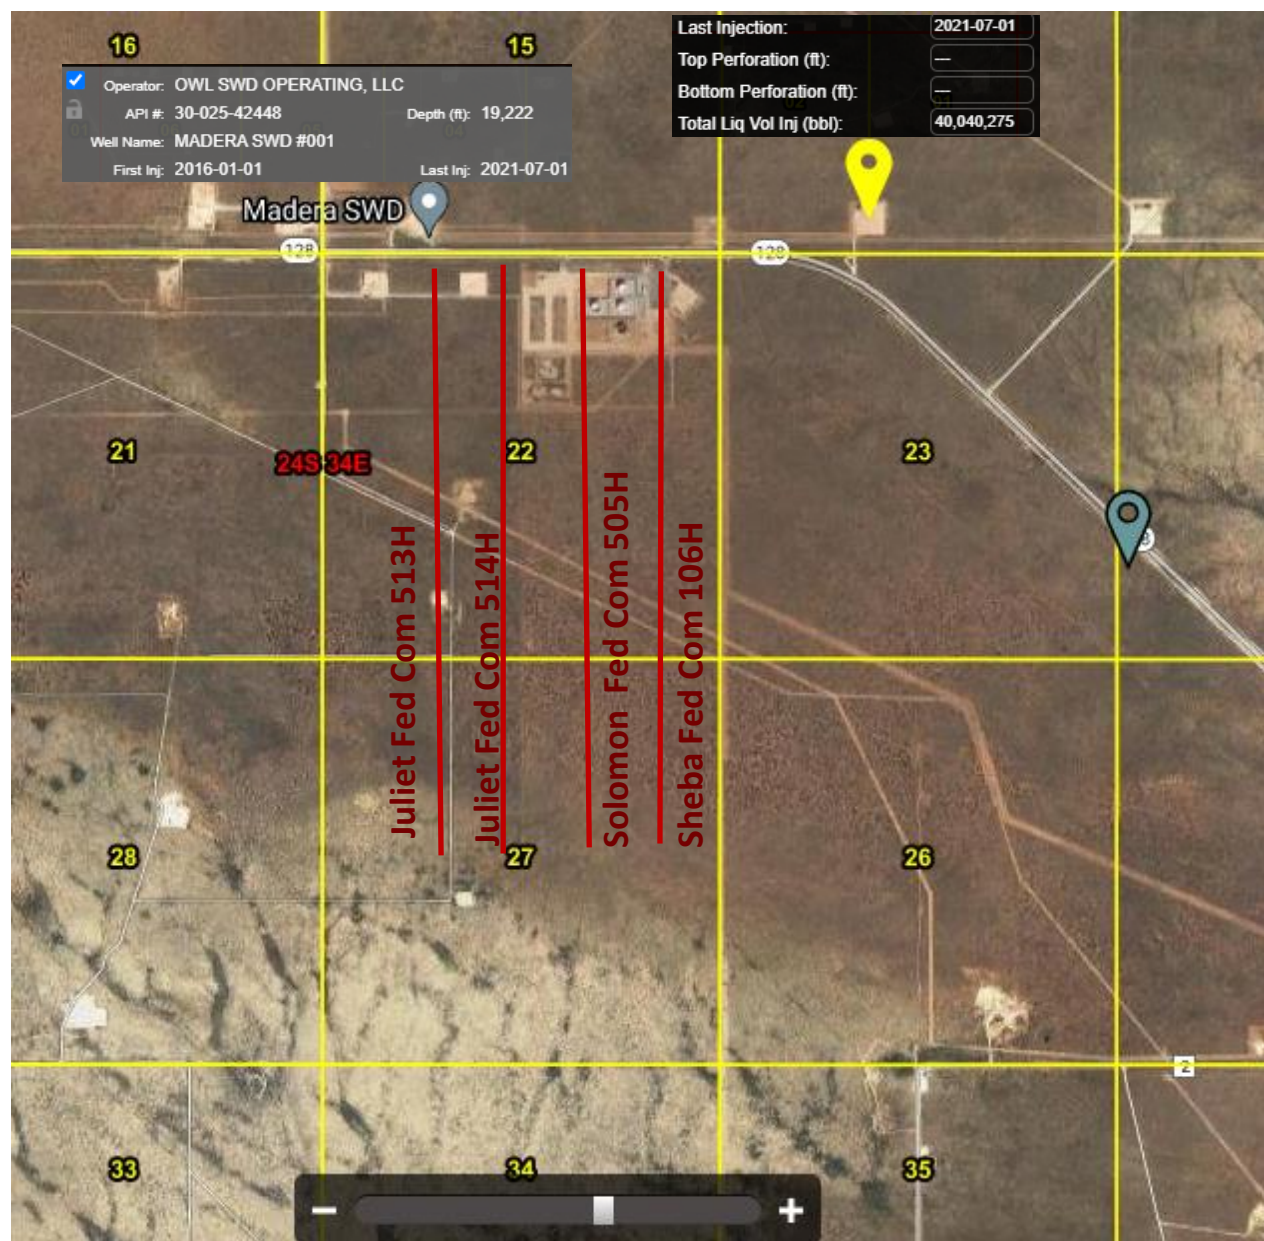 16
15
Last Injection: 2021-07-01
Top Perforation (ft): ---
Bottom Perforation (ft): ---
Total Liq Vol Inj (bbl): 40,040,275
Operator: OWL SWD OPERATING, LLC
API #: 30-025-42448 Depth (ft): 19,222
Well Name: MADERA SWD #001
First Inj: 2016-01-01 Last Inj: 2021-07-01
Madera SWD
128
128
21
24S 34E
22
23
Juliet Fed Com 513H
Juliet Fed Com 514H
Solomon Fed Com 505H
Sheba Fed Com 106H
28
27
26
2
33
34
35